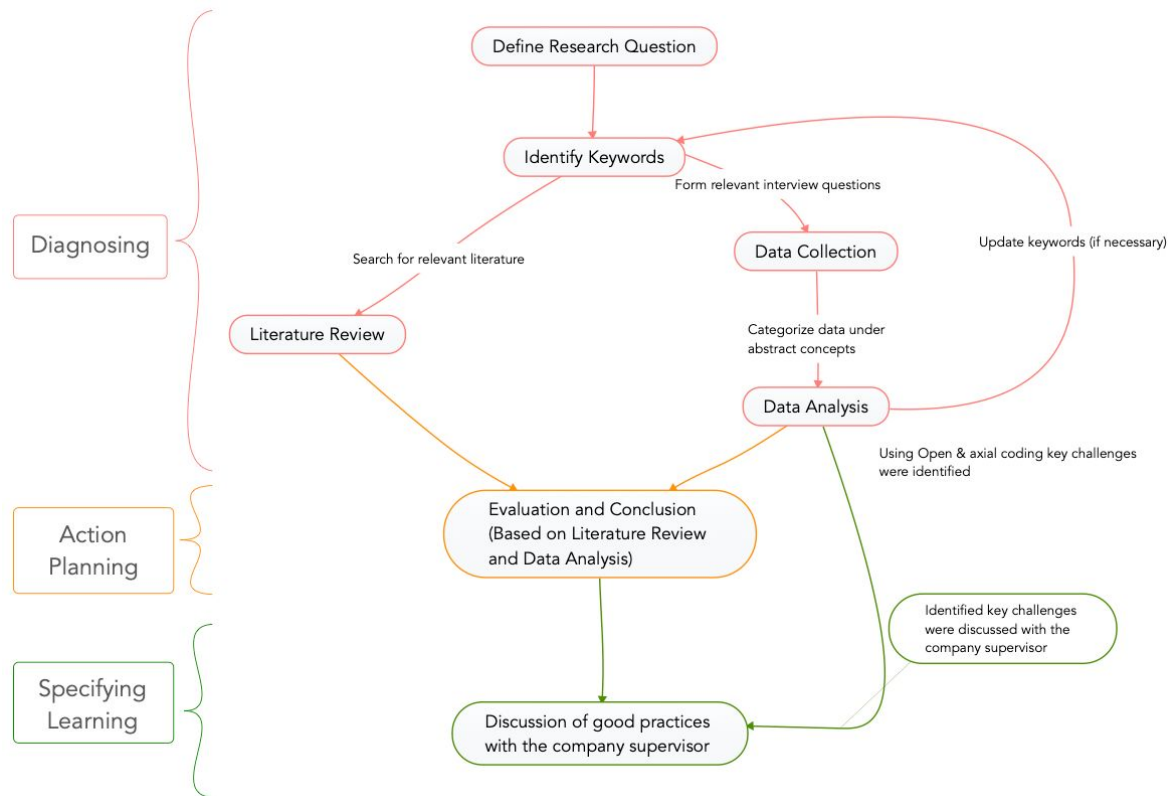 Define Research Question
Identify Keywords
Form relevant interview questions
Diagnosing
Data Collection
Update keywords (if necessary)
Search for relevant literature
Literature Review
Categorize data under
abstract concepts
Data Analysis
Using Open & axial coding key challenges
were identified
Action
Planning
Evaluation and Conclusion
(Based on Literature Review
and Data Analysis)
Identified key challenges
were discussed with the
company supervisor
Specifying
Learning
Discussion of good practices
with the company supervisor